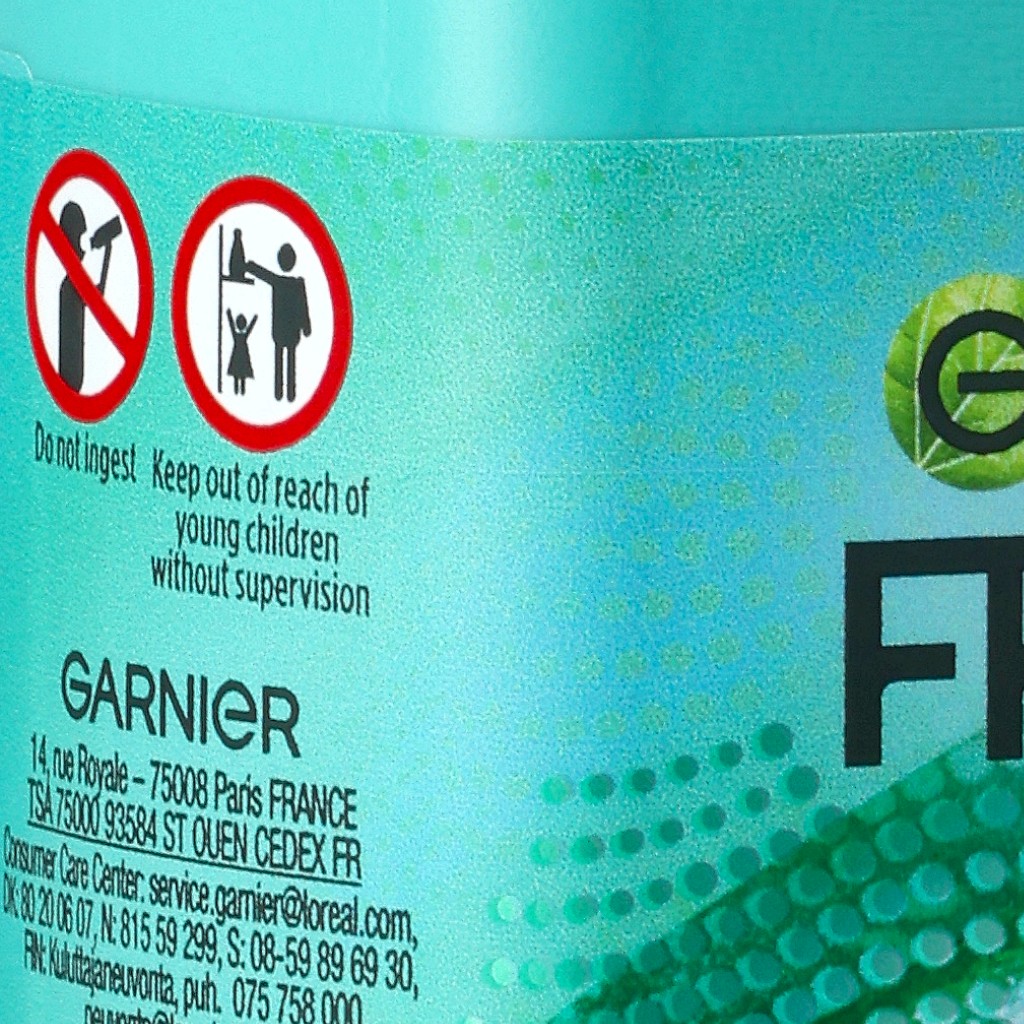 Do not ingest
Keep out of reach of
young children
without supervision
GARNIER
14, rue Royale – 75008 Paris FRANCE
TSA 75000 93584 ST OUEN CEDEX FR
Consumer Care Center: service.garnier@loreal.com,
DK: 80 20 06 07, N: 815 59 299, S: 08-59 89 69 30,
FIN: Kuluttajaneuvonta, puh. 075 758 000
G